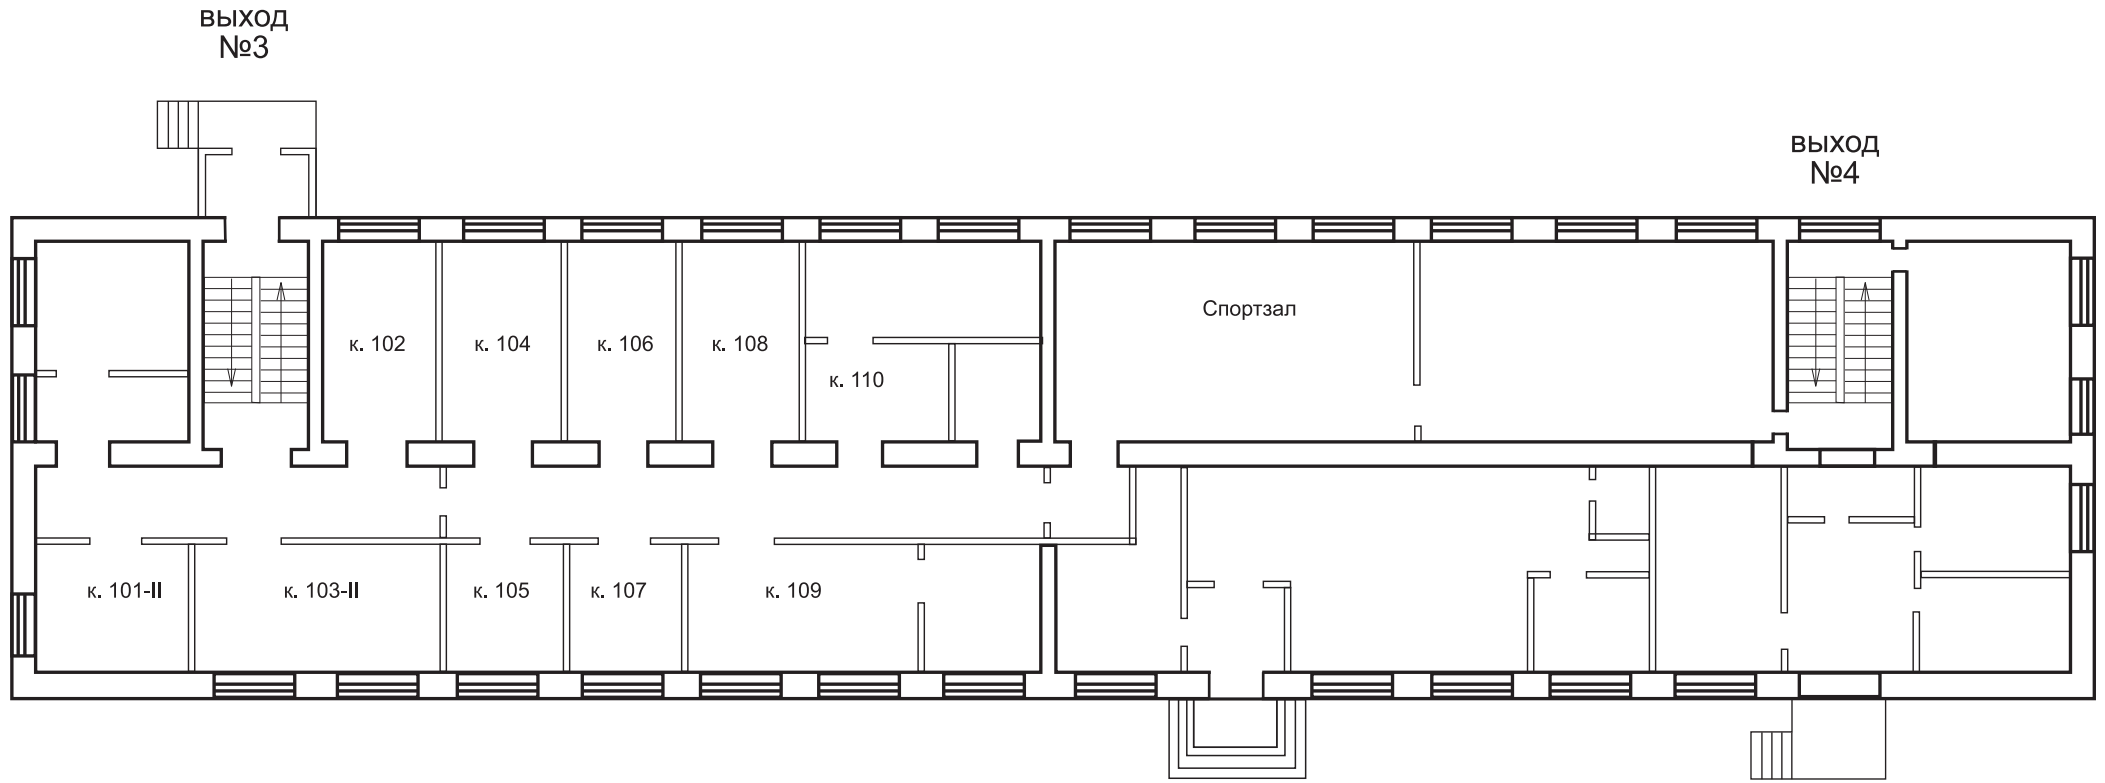 выход
№3
выход
№4
Спортзал
к. 102
к. 104
к. 106
к. 108
к. 110
к. 101-II
к. 103-II
к. 105
к. 107
к. 109